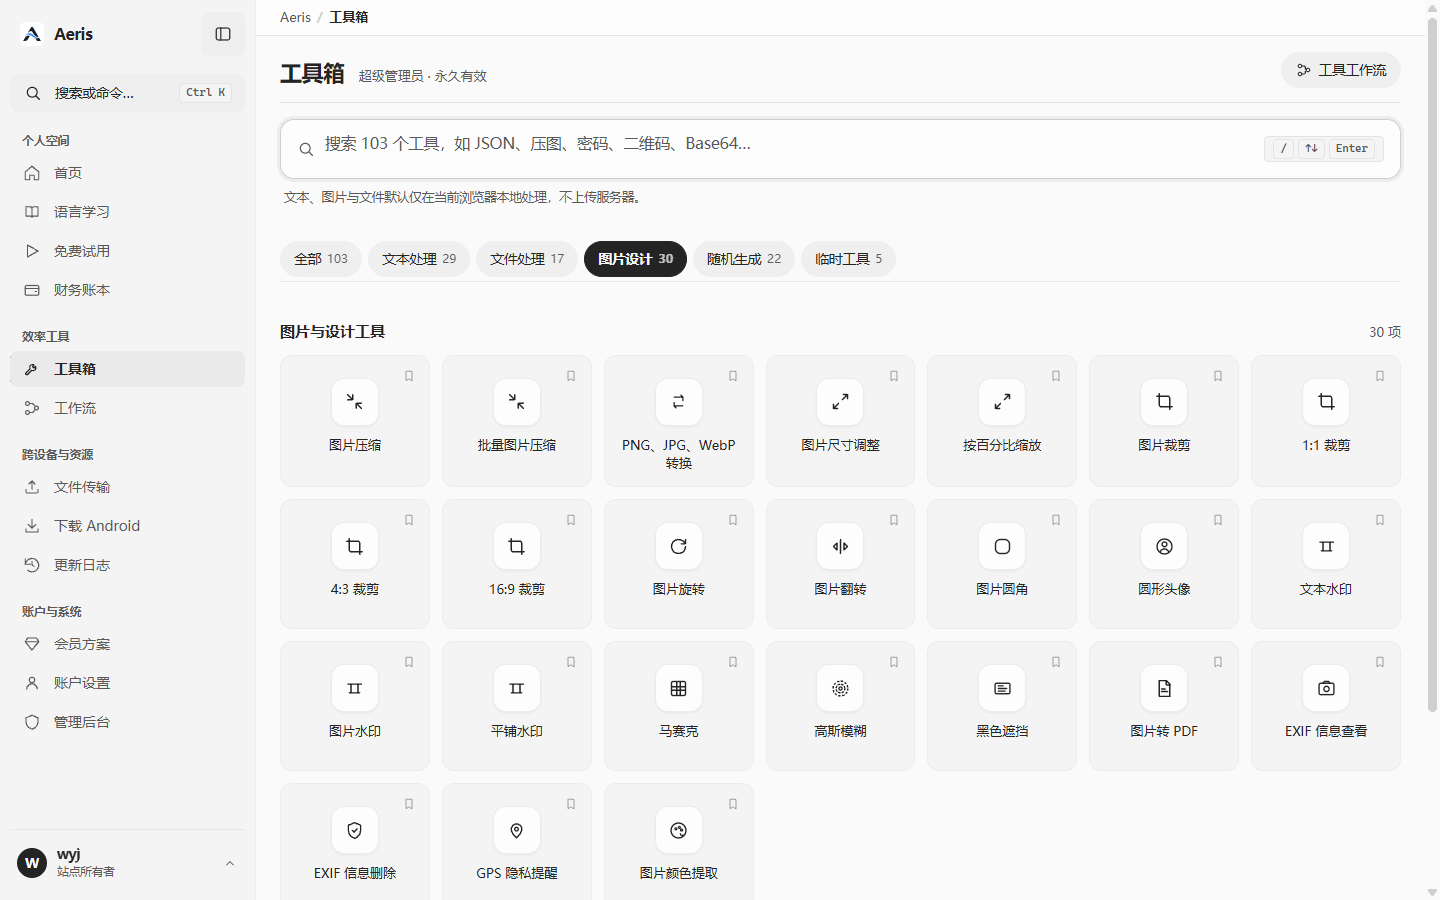 Aeris
搜索或命令... Ctrl K
个人空间
首页
语言学习
免费试用
财务账本
效率工具
工具箱
工作流
跨设备与资源
文件传输
下载 Android
更新日志
账户与系统
会员方案
账户设置
管理后台
W wyj
站点所有者
Aeris / 工具箱
工具箱 超级管理员 · 永久有效 工具工作流
搜索 103 个工具，如 JSON、压图、密码、二维码、Base64... / ↑↓ Enter
文本、图片与文件默认仅在当前浏览器本地处理，不上传服务器。
全部 103 文本处理 29 文件处理 17 图片设计 30 随机生成 22 临时工具 5
图片与设计工具 30 项
图片压缩
批量图片压缩
PNG、JPG、WebP
转换
图片尺寸调整
按百分比缩放
图片裁剪
1:1 裁剪
4:3 裁剪
16:9 裁剪
图片旋转
图片翻转
图片圆角
圆形头像
文本水印
图片水印
平铺水印
马赛克
高斯模糊
黑色遮挡
图片转 PDF
EXIF 信息查看
EXIF 信息删除
GPS 隐私提醒
图片颜色提取